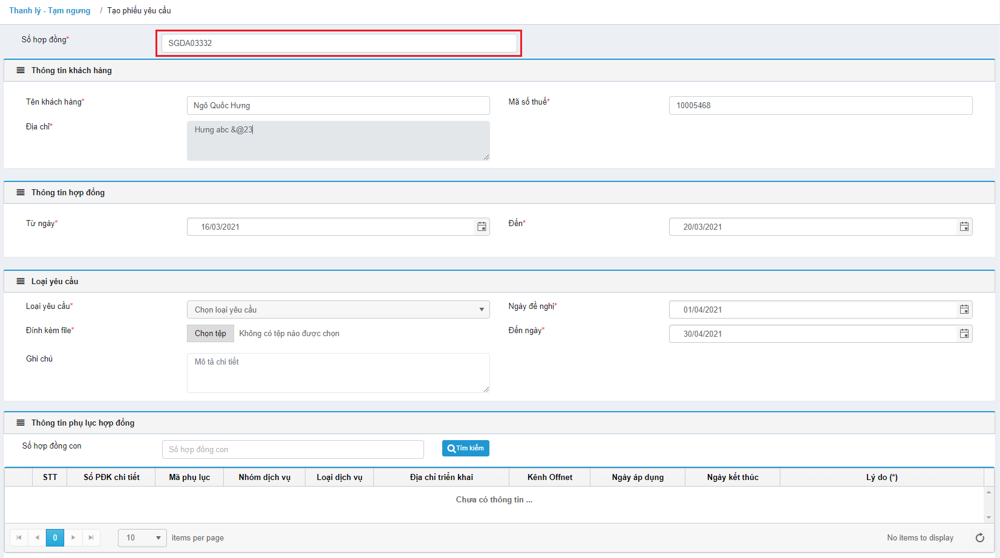 Thanh lý - Tạm ngưng / Tạo phiếu yêu cầu
Số hợp đồng* SGDA03332
Thông tin khách hàng
Tên khách hàng* Ngô Quốc Hưng Mã số thuế* 10005468
Địa chỉ* Hưng abc &@23
Thông tin hợp đồng
Từ ngày* 16/03/2021 Đến* 20/03/2021
Loại yêu cầu
Loại yêu cầu* Chọn loại yêu cầu Ngày đề nghị* 01/04/2021
Đính kèm file* Chọn tệp Không có tệp nào được chọn Đến ngày* 30/04/2021
Ghi chú Mô tả chi tiết
Thông tin phụ lục hợp đồng
Số hợp đồng con Số hợp đồng con Tìm kiếm
STT Số PĐK chi tiết Mã phụ lục Nhóm dịch vụ Loại dịch vụ Địa chỉ triển khai Kênh Offnet Ngày áp dụng Ngày kết thúc Lý do (*)
Chưa có thông tin ...
0 10 items per page No items to display